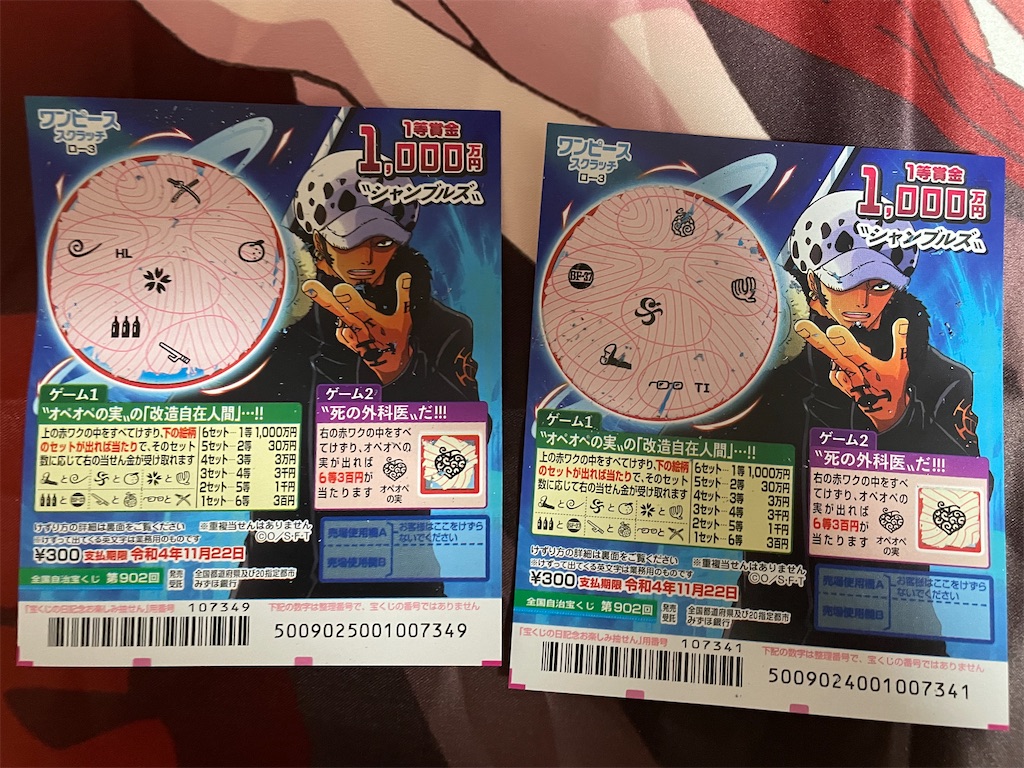 ワンピース
スクラッチ
ロ-3
1等賞金
1,000万円
〝シャンブルズ〟
HL
ゲーム1
〝オペオペの実〟の「改造自在人間」…!!
上の赤ワクの中をすべてけずり、下の絵柄
のセットが出れば当たりで、そのセット
数に応じて右の当せん金が受け取れます
と と と と
と と と と
6セット…1等 1,000万円
5セット…2等 30万円
4セット…3等 3万円
3セット…4等 3千円
2セット…5等 1千円
1セット…6等 3百円
ゲーム2
〝死の外科医〟だ!!!
右の赤ワクの中をすべ
てけずり、オペオペの
実が出れば
6等3百円が
当たります
オペオペ
の実
けずり方の詳細は裏面をご覧ください
※重複当せんはありません
※けずって出てくる英文字は業務用のものです
©O/S・F・T
¥300 支払期限 令和4年11月22日
売場使用欄A
売場使用欄B
お客様はここをけずら
ないでください
全国自治宝くじ 第902回
発売
受託
全国都道府県及び20指定都市
みずほ銀行
「宝くじの日記念お楽しみ抽せん」用番号 107349
下記の数字は整理番号で、宝くじの番号ではありません
5009025001007349
ワンピース
スクラッチ
ロ-3
1等賞金
1,000万円
〝シャンブルズ〟
BF-37
TI
ゲーム1
〝オペオペの実〟の「改造自在人間」…!!
上の赤ワクの中をすべてけずり、下の絵柄
のセットが出れば当たりで、そのセット
数に応じて右の当せん金が受け取れます
と と と と
と と と と
6セット…1等 1,000万円
5セット…2等 30万円
4セット…3等 3万円
3セット…4等 3千円
2セット…5等 1千円
1セット…6等 3百円
ゲーム2
〝死の外科医〟だ!!!
右の赤ワクの中をすべ
てけずり、オペオペの
実が出れば
6等3百円が
当たります
オペオペ
の実
けずり方の詳細は裏面をご覧ください
※重複当せんはありません
※けずって出てくる英文字は業務用のものです
©O/S・F・T
¥300 支払期限 令和4年11月22日
売場使用欄A
売場使用欄B
お客様はここをけずら
ないでください
全国自治宝くじ 第902回
発売
受託
全国都道府県及び20指定都市
みずほ銀行
「宝くじの日記念お楽しみ抽せん」用番号 107341
下記の数字は整理番号で、宝くじの番号ではありません
5009024001007341